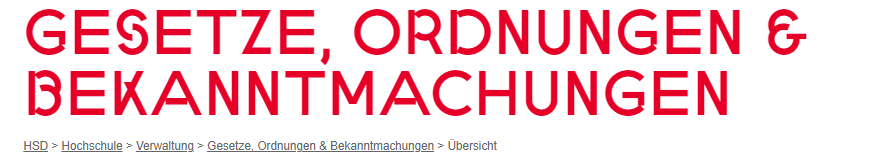 GESETZE, ORDNUNGEN &
BEKANNTMACHUNGEN
HSD > Hochschule > Verwaltung > Gesetze, Ordnungen & Bekanntmachungen > Übersicht